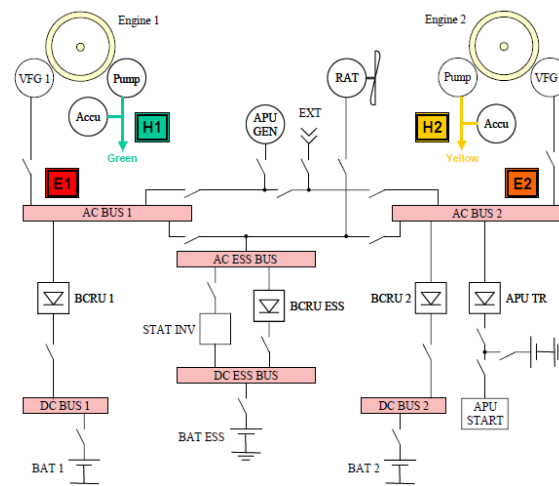 Engine 1
Engine 2
VFG 1
Pump
RAT
Pump
VFG
Accu
H1
APU
GEN
EXT
H2
Accu
Green
Yellow
E1
E2
AC BUS 1
AC BUS 2
AC ESS BUS
BCRU 1
BCRU ESS
BCRU 2
APU TR
STAT INV
DC ESS BUS
DC BUS 1
DC BUS 2
APU
START
BAT ESS
BAT 1
BAT 2